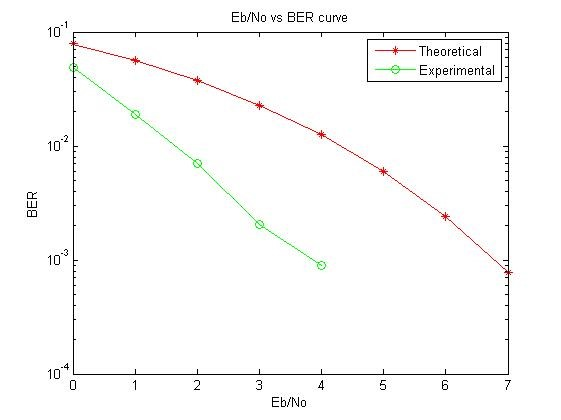 Eb/No vs BER curve
10^-1
Theoretical
Experimental
10^-2
BER
10^-3
10^-4
0 1 2 3 4 5 6 7
Eb/No